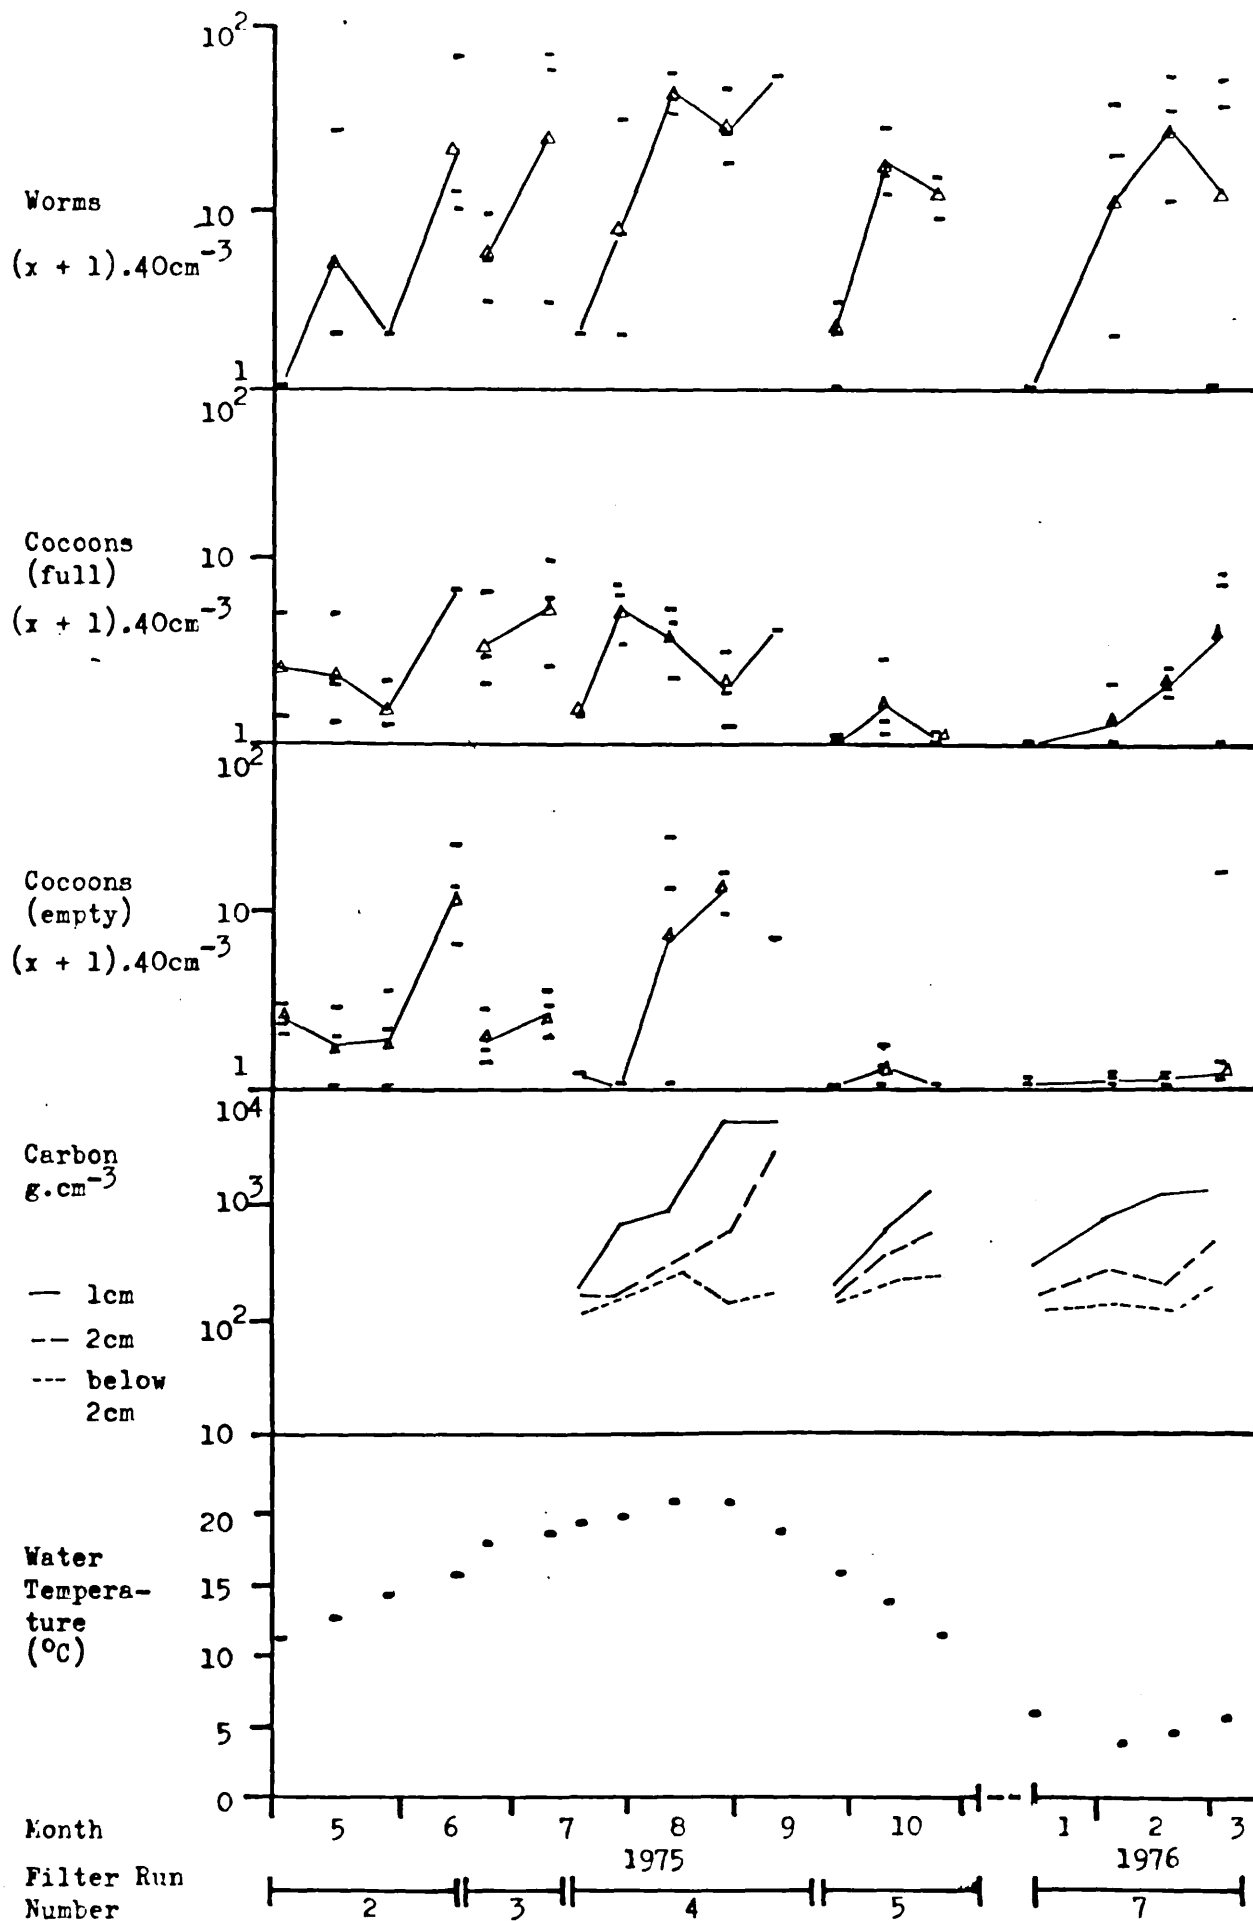 10²
Worms
10
(x + 1).40cm⁻³
1
10²
Cocoons
(full)
10
(x + 1).40cm⁻³
1
10²
Cocoons
(empty)
10
(x + 1).40cm⁻³
1
10⁴
Carbon
g.cm⁻³
10³
— 1cm
-- 2cm
10²
--- below
2cm
10
20
Water
Tempera-
ture
(°C)
15
10
5
0
Month 5 6 7 8 9 10 1 2 3
1975 1976
Filter Run
Number 2 3 4 5 7